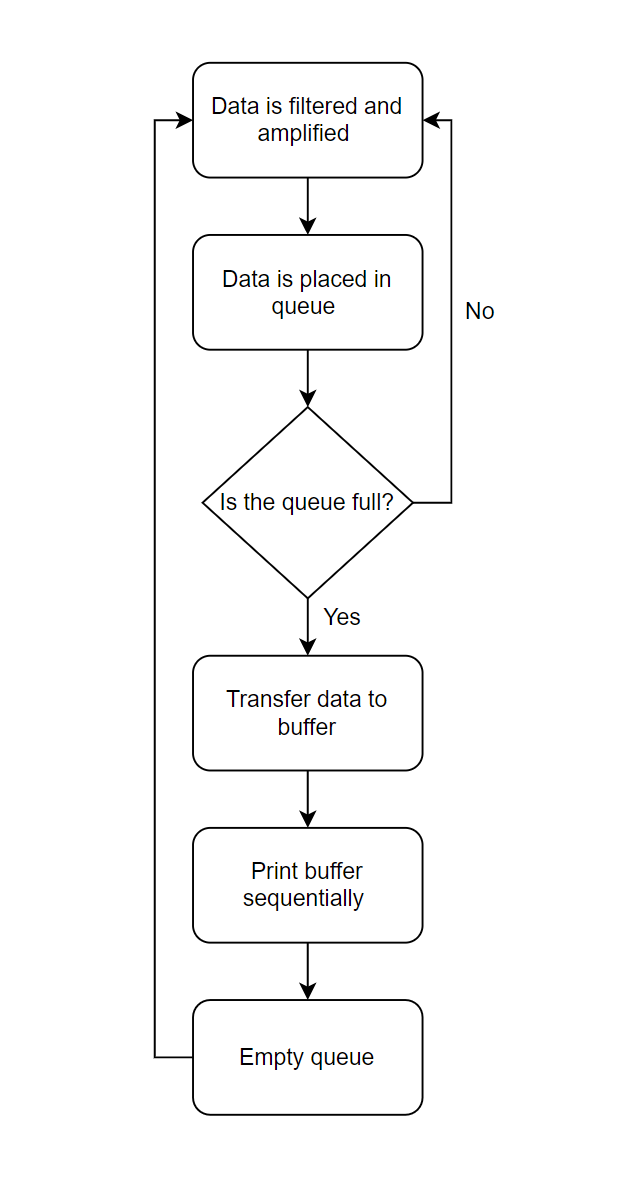 Data is filtered and
amplified
Data is placed in
queue
No
Is the queue full?
Yes
Transfer data to
buffer
Print buffer
sequentially
Empty queue